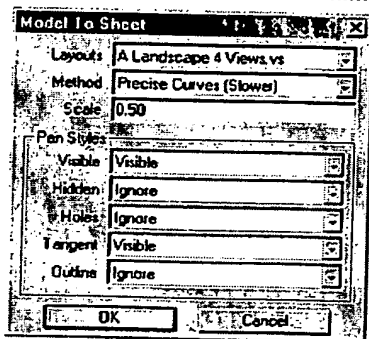 Model To Sheet
Layouts A Landscape 4 Views.vs
Method Precise Curves (Slower)
Scale 0.50
Pen Styles
Visible Visible
Hidden Ignore
Holes Ignore
Tangent Visible
Outline Ignore
OK Cancel